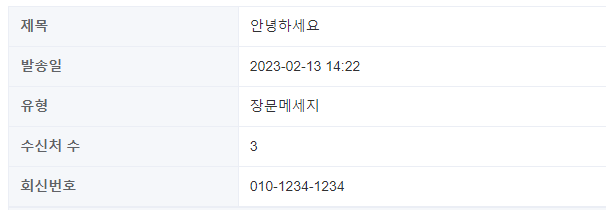 제목 안녕하세요
발송일 2023-02-13 14:22
유형 장문메세지
수신처 수 3
회신번호 010-1234-1234